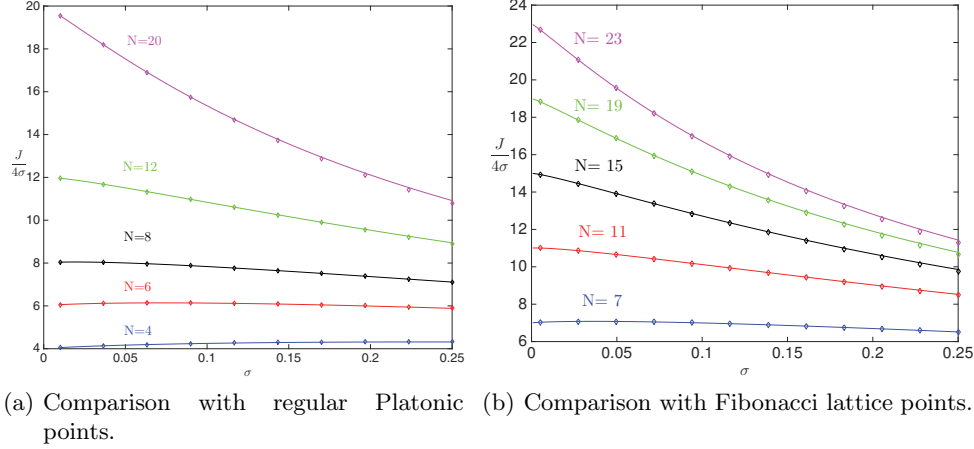 20
18
16
14
12
10
8
6
4
J
4σ
N=20
N=12
N=8
N=6
N=4
0
0.05
0.1
0.15
0.2
0.25
σ
24
22
20
18
16
14
12
10
8
6
J
4σ
N= 23
N= 19
N= 15
N= 11
N= 7
0
0.05
0.1
0.15
0.2
0.25
σ
(a) Comparison with regular Platonic
points.
(b) Comparison with Fibonacci lattice points.